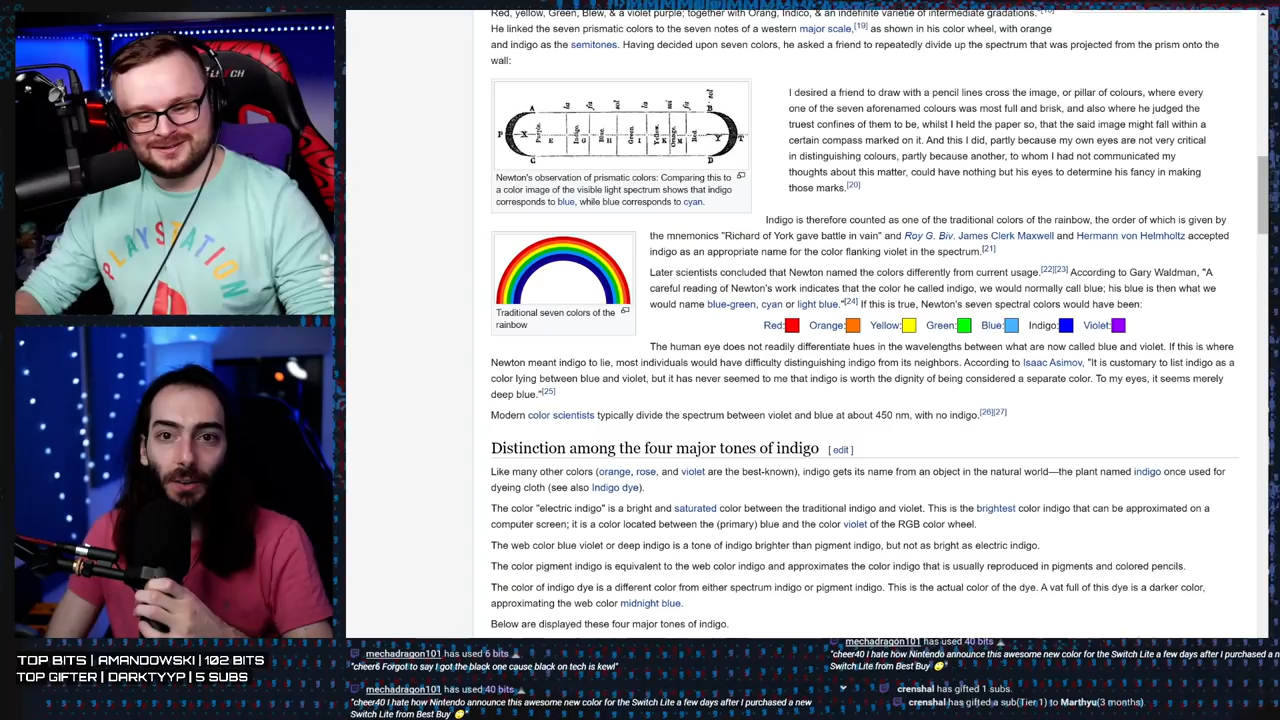 Red, yellow, Green, Blew, & a violet purple; together with Orang, Indico, & an indefinite varietie of intermediate gradations."
He linked the seven prismatic colors to the seven notes of a western major scale,[19] as shown in his color wheel, with orange
and indigo as the semitones. Having decided upon seven colors, he asked a friend to repeatedly divide up the spectrum that was projected from the prism onto the
wall:
I desired a friend to draw with a pencil lines cross the image, or pillar of colours, where every
one of the seven aforenamed colours was most full and brisk, and also where he judged the
truest confines of them to be, whilst I held the paper so, that the said image might fall within a
certain compass marked on it. And this I did, partly because my own eyes are not very critical
in distinguishing colours, partly because another, to whom I had not communicated my
thoughts about this matter, could have nothing but his eyes to determine his fancy in making
those marks.[20]
Newton's observation of prismatic colors: Comparing this to
a color image of the visible light spectrum shows that indigo
corresponds to blue, while blue corresponds to cyan.
Indigo is therefore counted as one of the traditional colors of the rainbow, the order of which is given by
the mnemonics "Richard of York gave battle in vain" and Roy G. Biv. James Clerk Maxwell and Hermann von Helmholtz accepted
indigo as an appropriate name for the color flanking violet in the spectrum.[21]
Later scientists concluded that Newton named the colors differently from current usage.[22][23] According to Gary Waldman, "A
careful reading of Newton's work indicates that the color he called indigo, we would normally call blue; his blue is then what we
would name blue-green, cyan or light blue."[24] If this is true, Newton's seven spectral colors would have been:
Traditional seven colors of the
rainbow
Red: Orange: Yellow: Green: Blue: Indigo: Violet:
The human eye does not readily differentiate hues in the wavelengths between what are now called blue and violet. If this is where
Newton meant indigo to lie, most individuals would have difficulty distinguishing indigo from its neighbors. According to Isaac Asimov, "It is customary to list indigo as a
color lying between blue and violet, but it has never seemed to me that indigo is worth the dignity of being considered a separate color. To my eyes, it seems merely
deep blue."[25]
Modern color scientists typically divide the spectrum between violet and blue at about 450 nm, with no indigo.[26][27]
Distinction among the four major tones of indigo [ edit ]
Like many other colors (orange, rose, and violet are the best-known), indigo gets its name from an object in the natural world—the plant named indigo once used for
dyeing cloth (see also Indigo dye).
The color "electric indigo" is a bright and saturated color between the traditional indigo and violet. This is the brightest color indigo that can be approximated on a
computer screen; it is a color located between the (primary) blue and the color violet of the RGB color wheel.
The web color blue violet or deep indigo is a tone of indigo brighter than pigment indigo, but not as bright as electric indigo.
The color pigment indigo is equivalent to the web color indigo and approximates the color indigo that is usually reproduced in pigments and colored pencils.
The color of indigo dye is a different color from either spectrum indigo or pigment indigo. This is the actual color of the dye. A vat full of this dye is a darker color,
approximating the web color midnight blue.
Below are displayed these four major tones of indigo.
PLAYSTATION
TOP BITS | AMANDOWSKI | 102 BITS
TOP GIFTER | DARKTYYP | 5 SUBS
mechadragon101 has used 6 bits
"cheer6 Forgot to say I got the black one cause black on tech is kewl"
mechadragon101 has used 40 bits
"cheer40 I hate how Nintendo announce this awesome new color for the Switch Lite a few days after I purchased a new
Switch Lite from Best Buy
mechadragon101 has used 40 bits
"cheer40 I hate how Nintendo announce this awesome new color for the Switch Lite a few days after I purchased a n
Switch Lite from Best Buy
crenshal has gifted 1 subs.
crenshal has gifted a sub(Tier 1) to Marthyu(3 months)